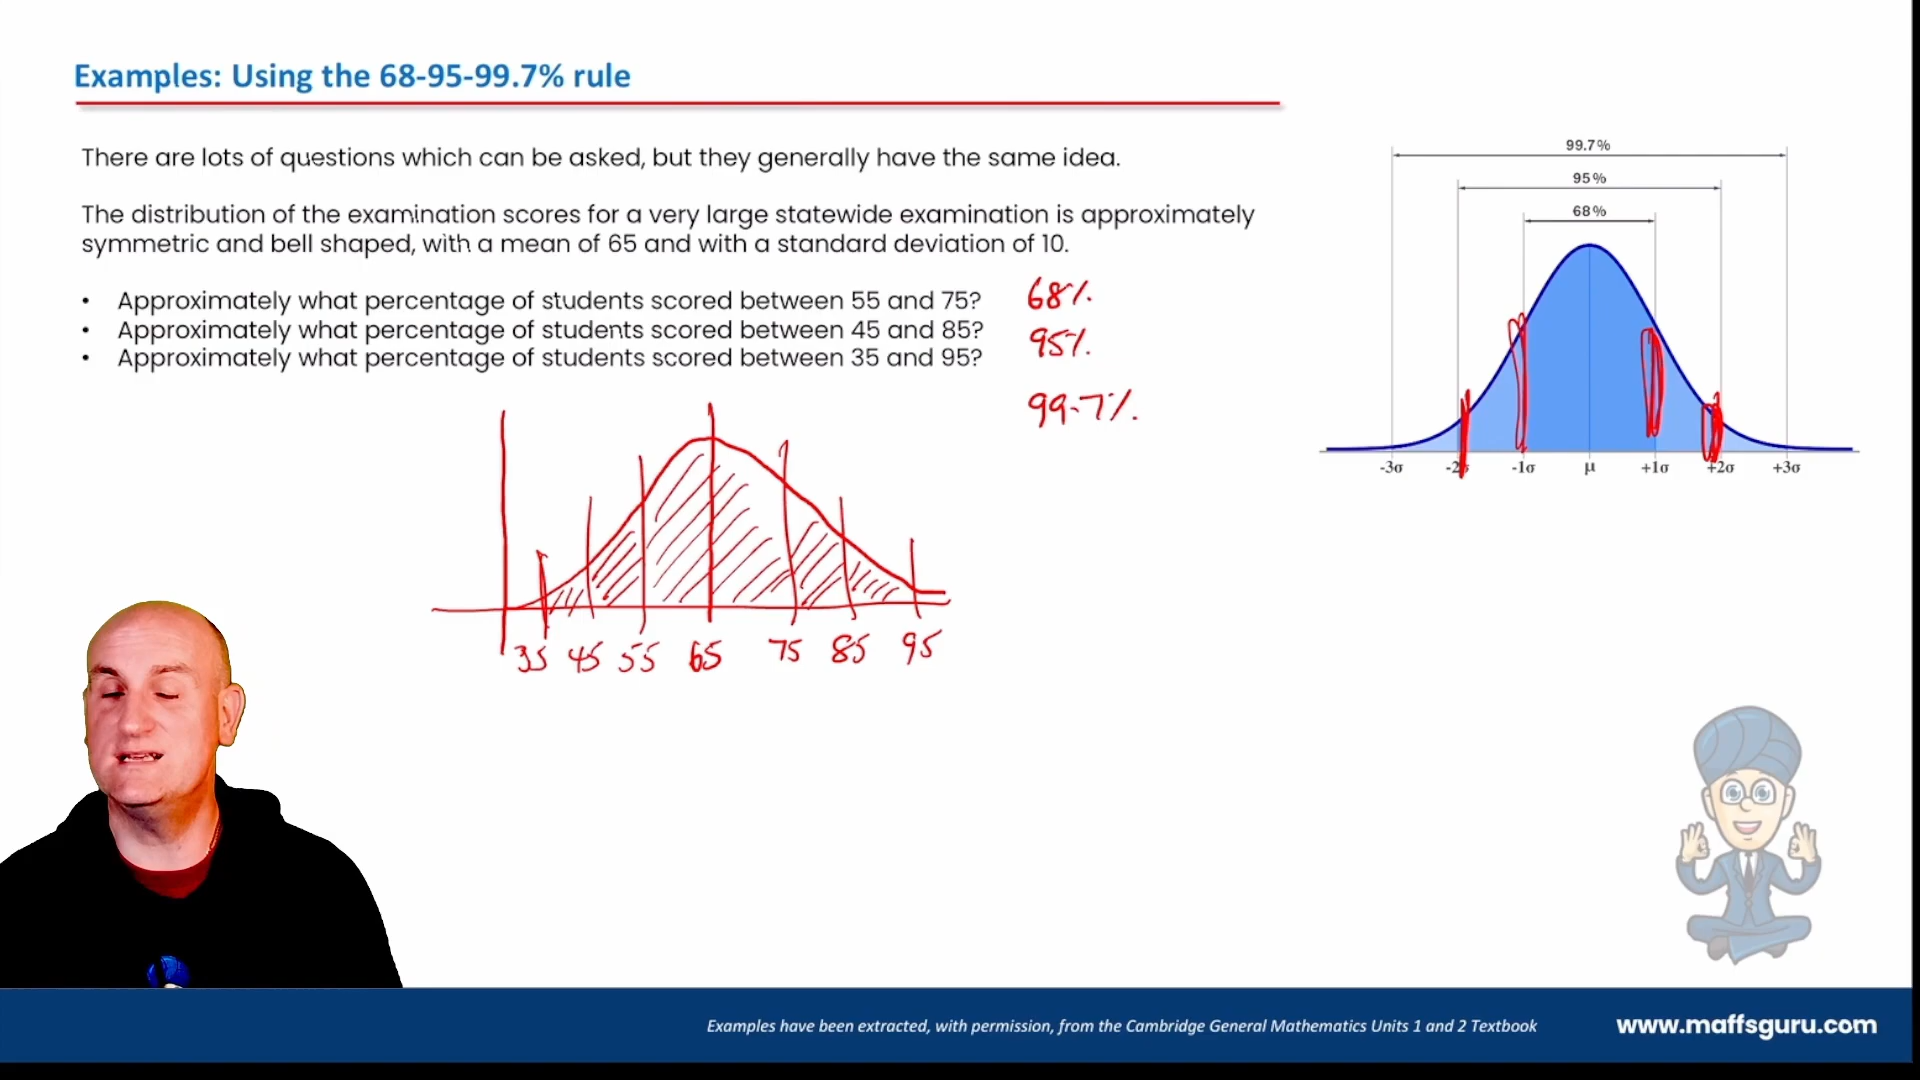 Examples: Using the 68-95-99.7% rule
There are lots of questions which can be asked, but they generally have the same idea.
The distribution of the examination scores for a very large statewide examination is approximately
symmetric and bell shaped, with a mean of 65 and with a standard deviation of 10.
• Approximately what percentage of students scored between 55 and 75? 68%
• Approximately what percentage of students scored between 45 and 85? 95%
• Approximately what percentage of students scored between 35 and 95?
99.7%
35 45 55 65 75 85 95
99.7%
95%
68%
-3σ -2σ -1σ μ +1σ +2σ +3σ
Examples have been extracted, with permission, from the Cambridge General Mathematics Units 1 and 2 Textbook
www.maffsguru.com